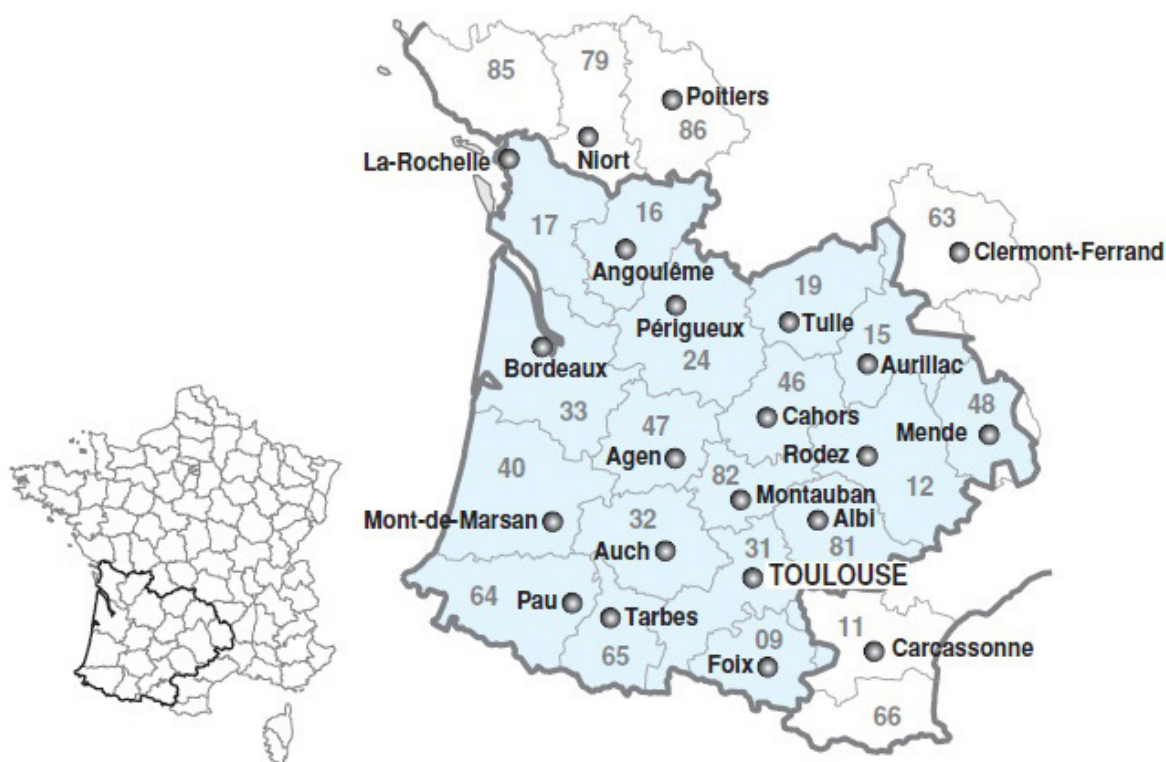 85
79
Poitiers
86
La-Rochelle
Niort
17
16
63
Angoulême
Clermont-Ferrand
19
Périgueux
Tulle
15
Bordeaux
24
Aurillac
46
33
47
Cahors
48
Agen
Rodez
Mende
40
82
12
Montauban
Mont-de-Marsan
32
Albi
Auch
31
81
TOULOUSE
64
Pau
Tarbes
11
09
Carcassonne
65
Foix
66